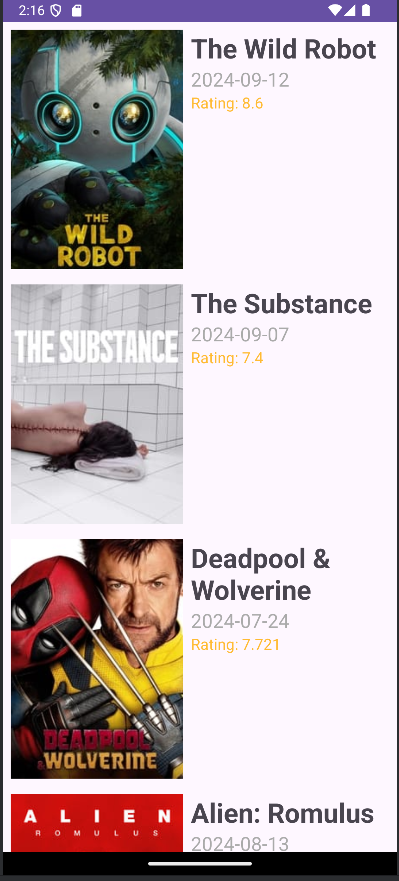 2:16
THE
WILD
ROBOT
The Wild Robot
2024-09-12
Rating: 8.6
THE SUBSTANCE
The Substance
2024-09-07
Rating: 7.4
DEADPOOL
& WOLVERINE
Deadpool &
Wolverine
2024-07-24
Rating: 7.721
ALIEN
ROMULUS
Alien: Romulus
2024-08-13